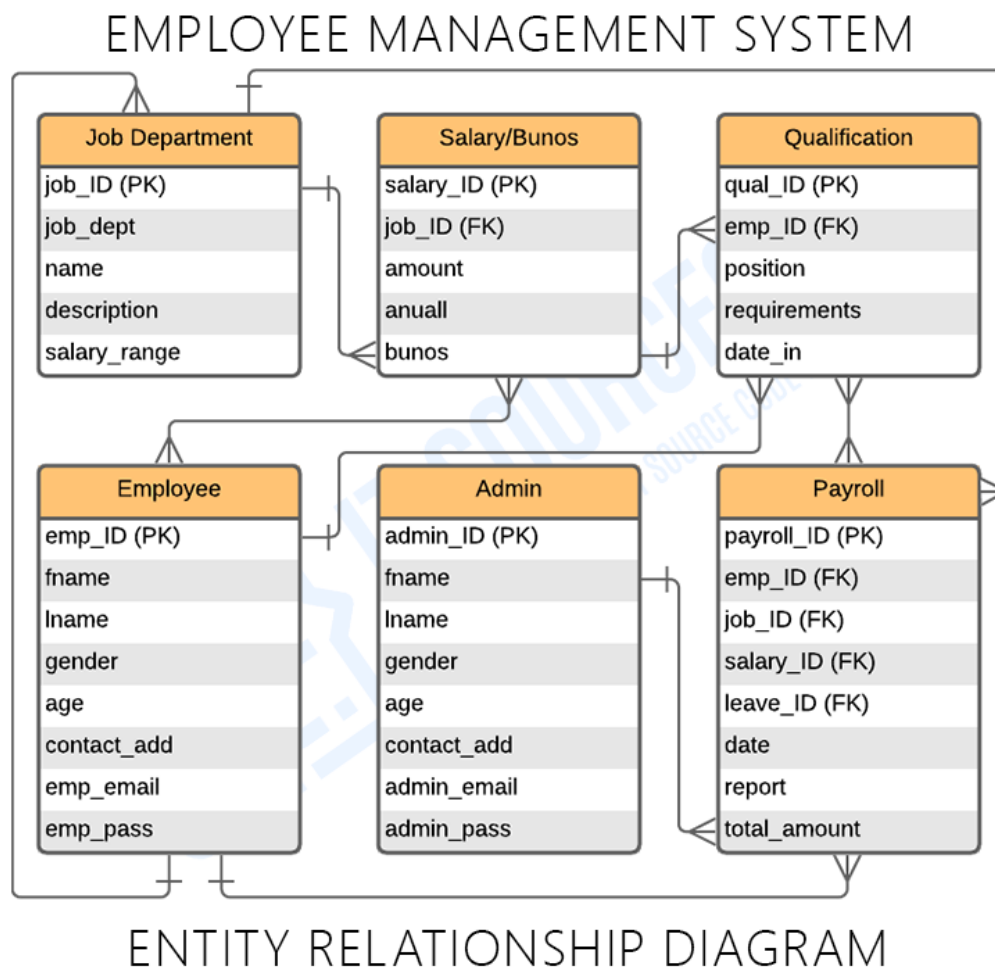 EMPLOYEE MANAGEMENT SYSTEM
Job Department
job_ID (PK)
job_dept
name
description
salary_range
Salary/Bunos
salary_ID (PK)
job_ID (FK)
amount
anuall
bunos
Qualification
qual_ID (PK)
emp_ID (FK)
position
requirements
date_in
Employee
emp_ID (PK)
fname
lname
gender
age
contact_add
emp_email
emp_pass
Admin
admin_ID (PK)
fname
lname
gender
age
contact_add
admin_email
admin_pass
Payroll
payroll_ID (PK)
emp_ID (FK)
job_ID (FK)
salary_ID (FK)
leave_ID (FK)
date
report
total_amount
ENTITY RELATIONSHIP DIAGRAM
SOURCE CODE